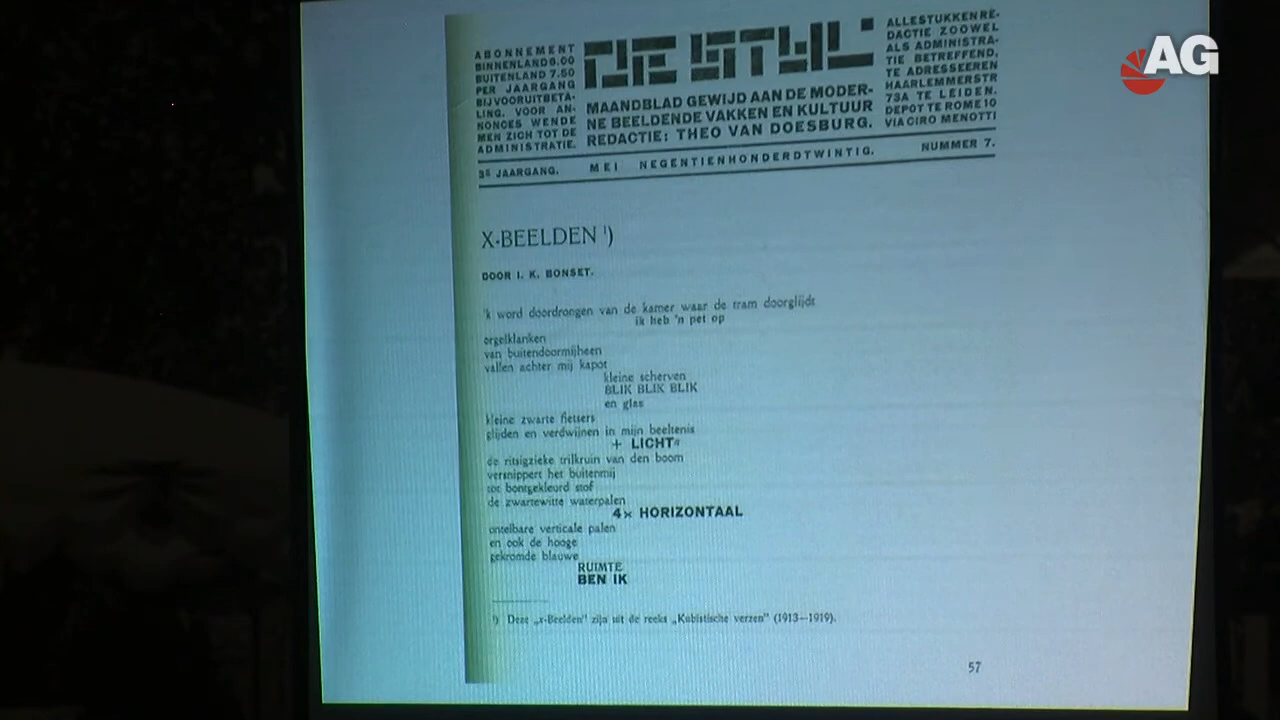 ABONNEMENT
BINNENLAND 6.00
BUITENLAND 7.50
PER JAARGANG
BIJ VOORUITBETA-
LING. VOOR AN-
NONCES WENDE
MEN ZICH TOT DE
ADMINISTRATIE.
DE STYL
MAANDBLAD GEWIJD AAN DE MODER-
NE BEELDENDE VAKKEN EN KULTUUR
REDACTIE: THEO VAN DOESBURG.
ALLE STUKKEN RE-
DACTIE ZOOWEL
ALS ADMINISTRA-
TIE BETREFFEND,
TE ADRESSEEREN
HAARLEMMERSTR
73A TE LEIDEN.
DEPOT TE ROME 10
VIA CIRO MENOTTI
AG
3E JAARGANG. MEI NEGENTIENHONDERDTWINTIG. NUMMER 7.
X-BEELDEN ¹)
DOOR I. K. BONSET.
'k word doordrongen van de kamer waar de tram doorglijdt
ik heb 'n pet op
orgelklanken
van buitendoormijheen
vallen achter mij kapot
kleine scherven
BLIK BLIK BLIK
en glas
kleine zwarte fietsers
glijden en verdwijnen in mijn beeltenis
+ LICHT
de ritsigzieke trilkruin van den boom
versnippert het buitenmij
tot bontgekleurd stof
de zwartewitte waterpalen
4× HORIZONTAAL
ontelbare verticale palen
en ook de hooge
gekromde blauwe
RUIMTE
BEN IK
¹) Deze „x-Beelden" zijn uit de reeks „Kubistische verzen" (1913—1919).
57